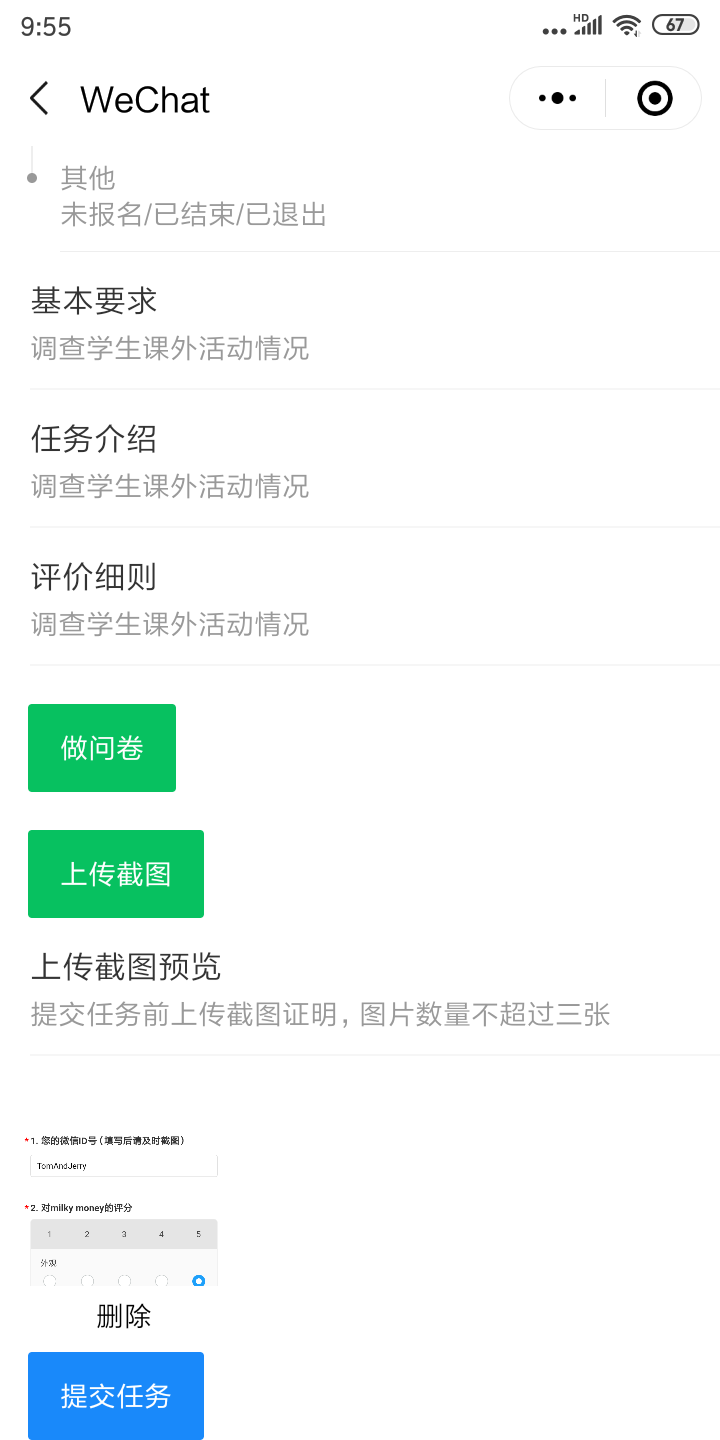 9:55
HD
67
WeChat
其他
未报名/已结束/已退出
基本要求
调查学生课外活动情况
任务介绍
调查学生课外活动情况
评价细则
调查学生课外活动情况
做问卷
上传截图
上传截图预览
提交任务前上传截图证明，图片数量不超过三张
*1. 您的微信ID号（填写后请及时截图）
TomAndJerry
*2. 对milky money的评分
1 2 3 4 5
外观
删除
提交任务